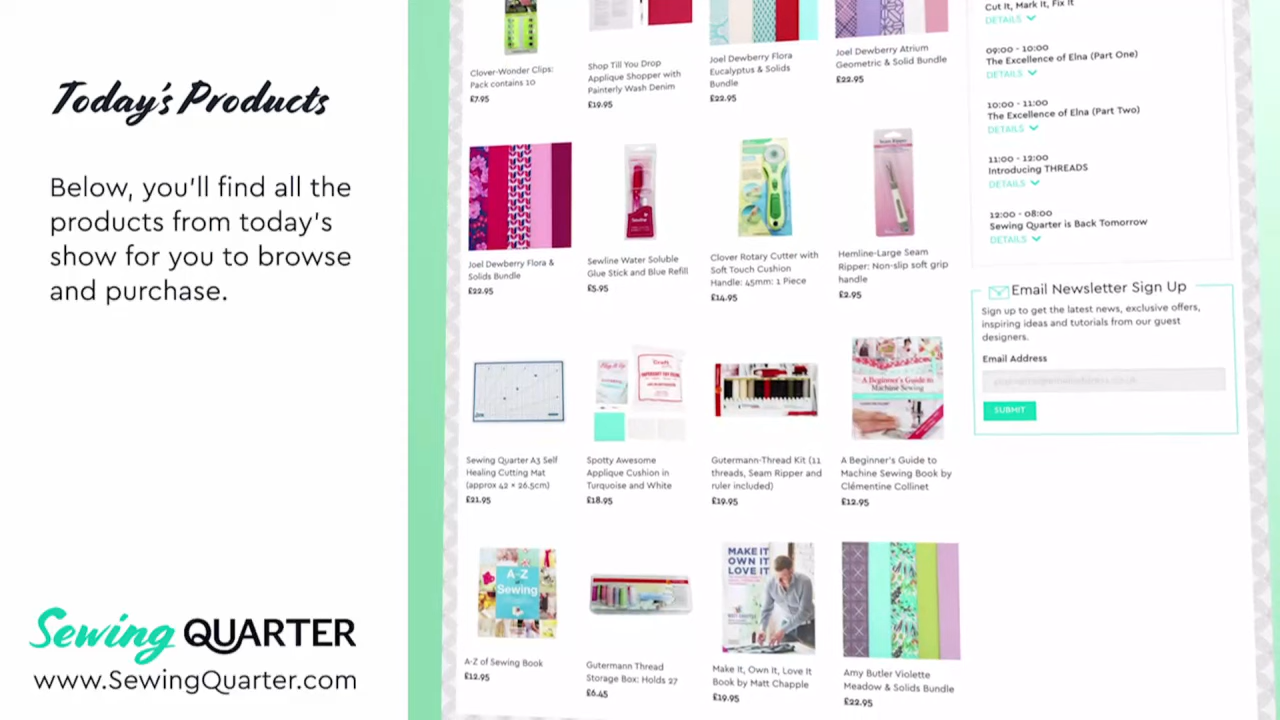 Today's Products
Below, you'll find all the
products from today's
show for you to browse
and purchase.
Sewing QUARTER
www.SewingQuarter.com
Clover-Wonder Clips:
Pack contains 10
£7.95
Shop Till You Drop
Applique Shopper with
Painterly Wash Denim
£19.95
Joel Dewberry Flora
Eucalyptus & Solids
Bundle
£22.95
Joel Dewberry Atrium
Geometric & Solid Bundle
£22.95
Joel Dewberry Flora &
Solids Bundle
£22.95
Sewline Water Soluble
Glue Stick and Blue Refill
£5.95
Clover Rotary Cutter with
Soft Touch Cushion
Handle: 45mm: 1 Piece
£14.95
Hemline-Large Seam
Ripper: Non-slip soft grip
handle
£2.95
Sewing Quarter A3 Self
Healing Cutting Mat
(approx 42 × 26.5cm)
£21.95
Spotty Awesome
Applique Cushion in
Turquoise and White
£18.95
Gutermann-Thread Kit (11
threads, Seam Ripper and
ruler included)
£19.95
A Beginner's Guide to
Machine Sewing
A Beginner's Guide to
Machine Sewing Book by
Clémentine Collinet
£12.95
A-Z
Sewing
A-Z of Sewing Book
£12.95
Gutermann Thread
Storage Box: Holds 27
£6.45
MAKE IT
OWN IT
LOVE IT
Make It, Own It, Love It
Book by Matt Chapple
£19.95
Amy Butler Violette
Meadow & Solids Bundle
£22.95
Cut It, Mark It, Fix It
DETAILS
09:00 - 10:00
The Excellence of Elna (Part One)
DETAILS
10:00 - 11:00
The Excellence of Elna (Part Two)
DETAILS
11:00 - 12:00
Introducing THREADS
DETAILS
12:00 - 08:00
Sewing Quarter is Back Tomorrow
DETAILS
Email Newsletter Sign Up
Sign up to get the latest news, exclusive offers,
inspiring ideas and tutorials from our guest
designers.
Email Address
SUBMIT